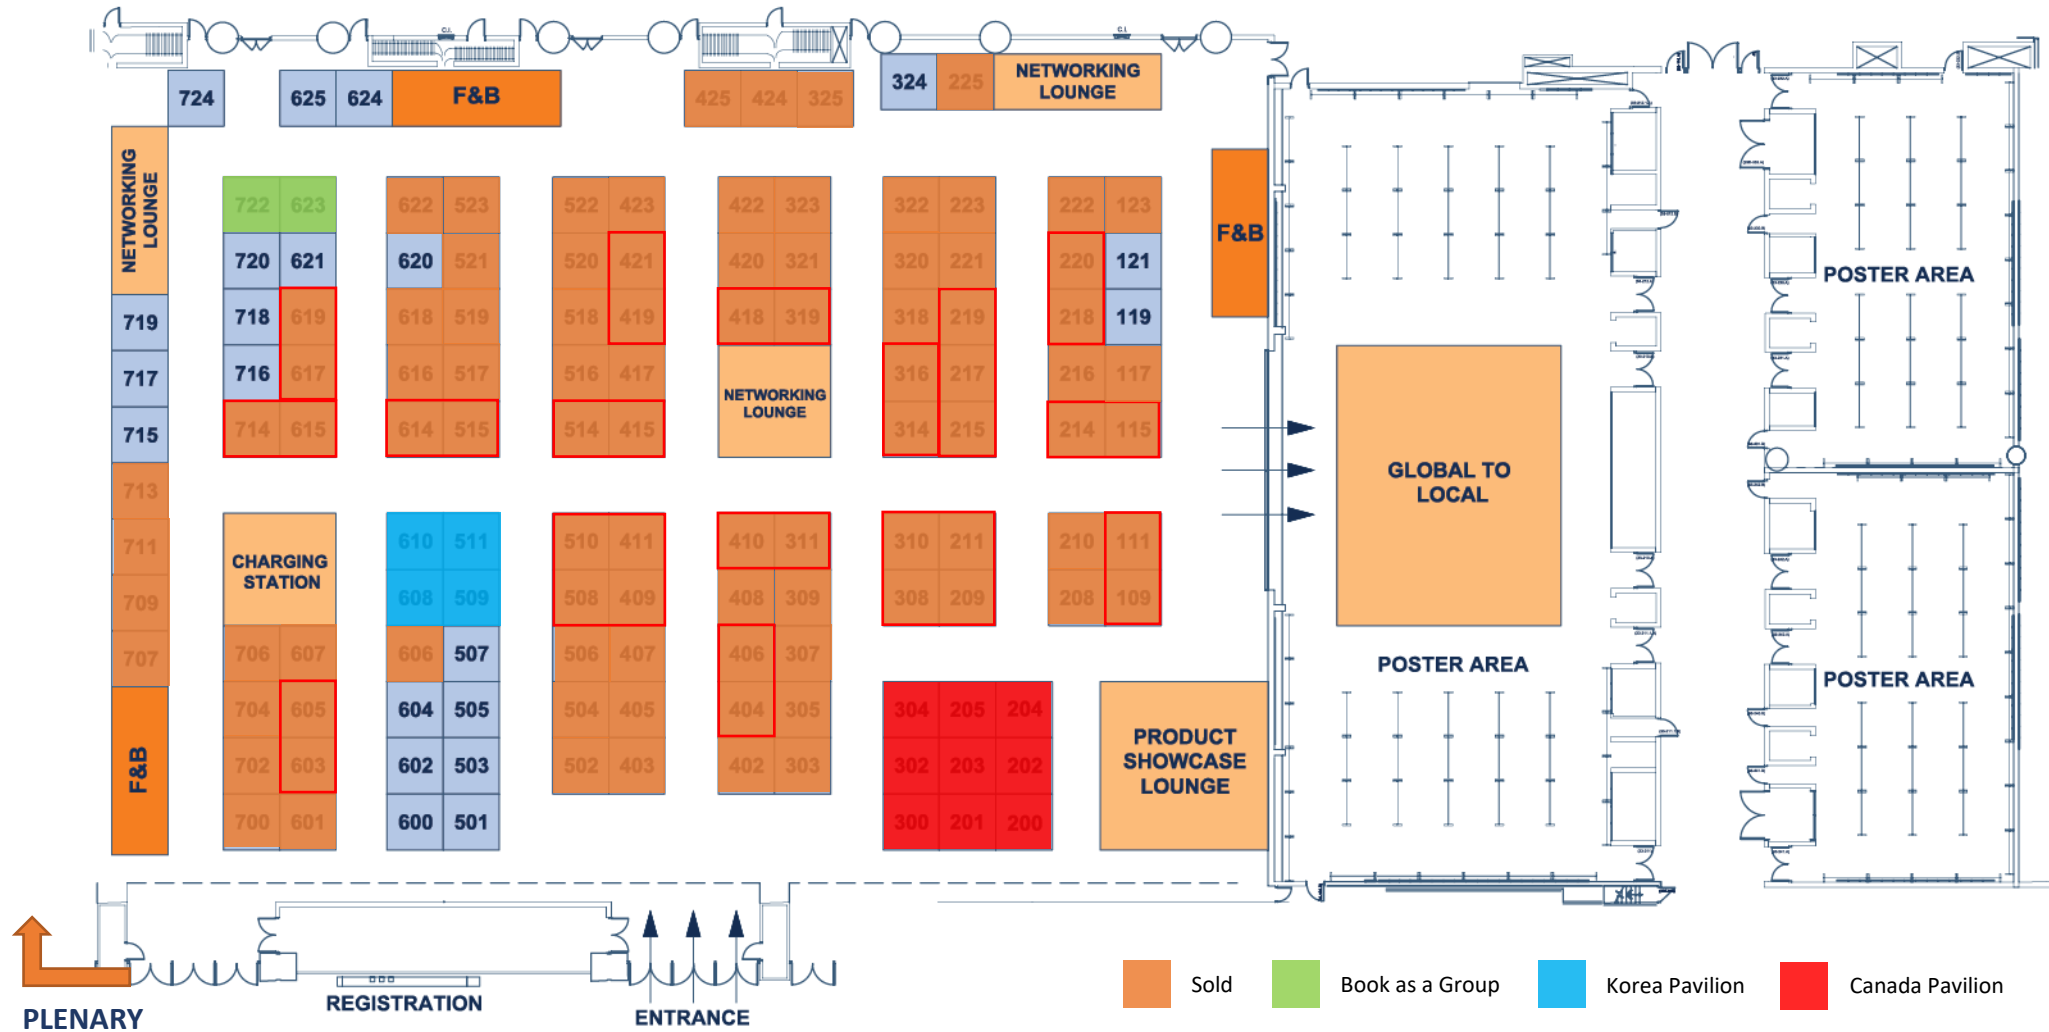 C.I.
C.I.
724
625 624
F&B
425 424 325
324 225
NETWORKING
LOUNGE
NETWORKING
LOUNGE
722 623
622 523
522 423
422 323
322 223
222 123
F&B
720 621
620 521
520 421
420 321
320 221
220 121
POSTER AREA
719
718 619
618 519
518 419
418 319
318 219
218 119
717
716 617
616 517
516 417
NETWORKING
LOUNGE
316 217
216 117
715
714 615
614 515
514 415
314 215
214 115
GLOBAL TO
LOCAL
713
711
CHARGING
STATION
610 511
510 411
410 311
310 211
210 111
709
608 509
508 409
408 309
308 209
208 109
707
706 607
606 507
506 407
406 307
POSTER AREA
POSTER AREA
F&B
704 605
604 505
504 405
404 305
304 205 204
PRODUCT
SHOWCASE
LOUNGE
702 603
602 503
502 403
402 303
302 203 202
700 601
600 501
300 201 200
PLENARY
REGISTRATION
ENTRANCE
Sold
Book as a Group
Korea Pavilion
Canada Pavilion